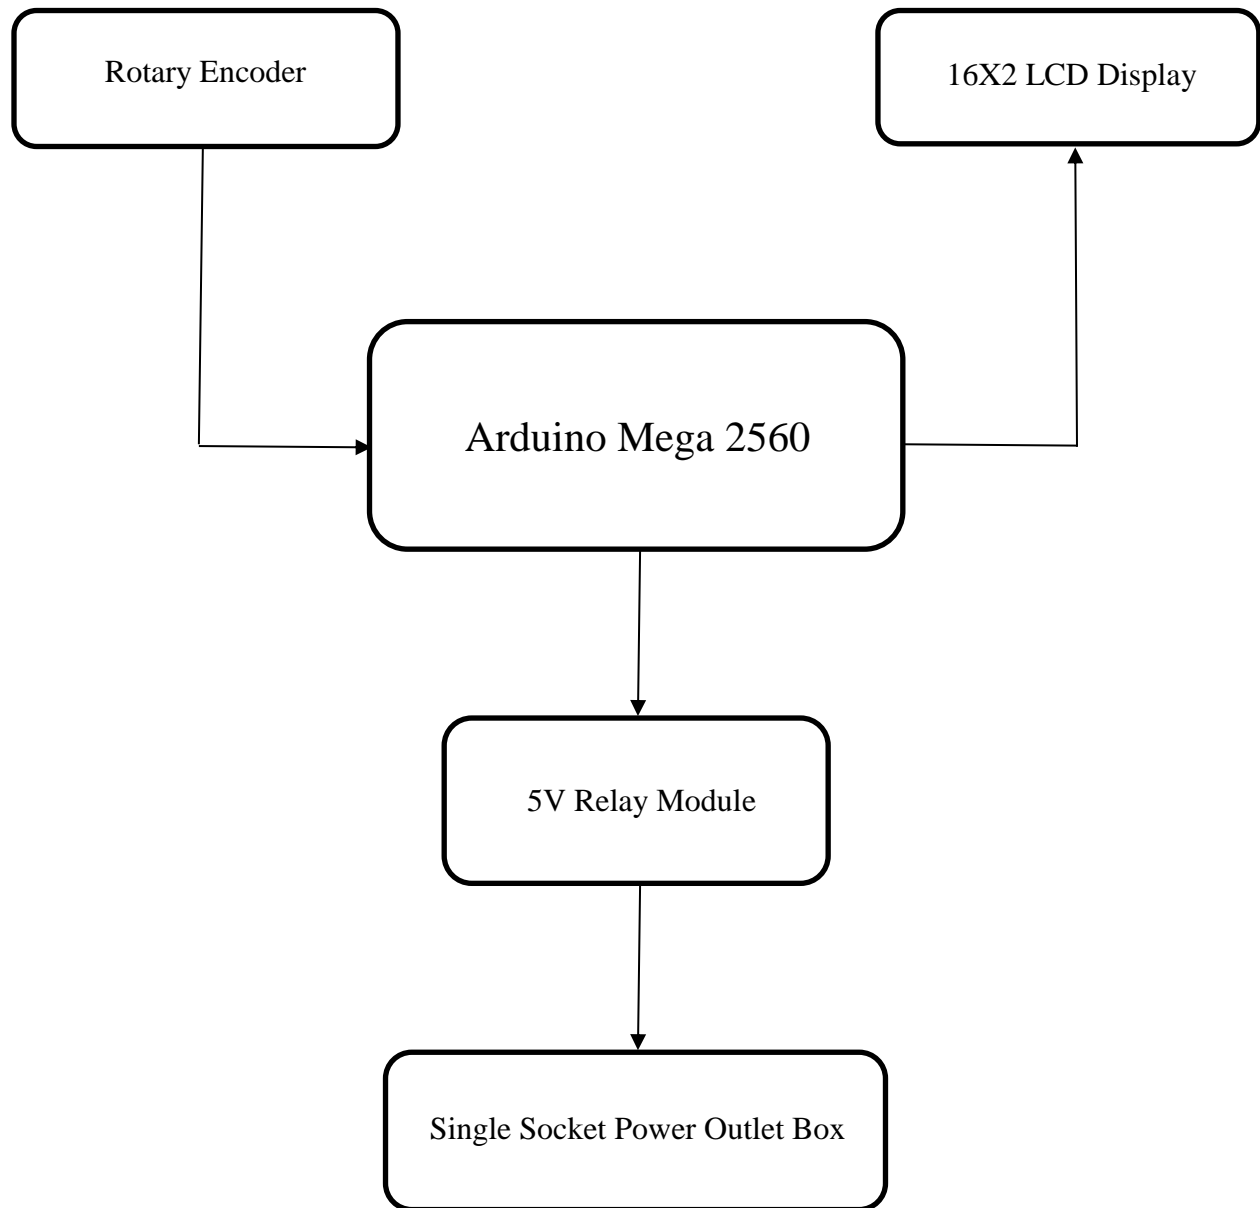 Rotary Encoder
16X2 LCD Display
Arduino Mega 2560
5V Relay Module
Single Socket Power Outlet Box